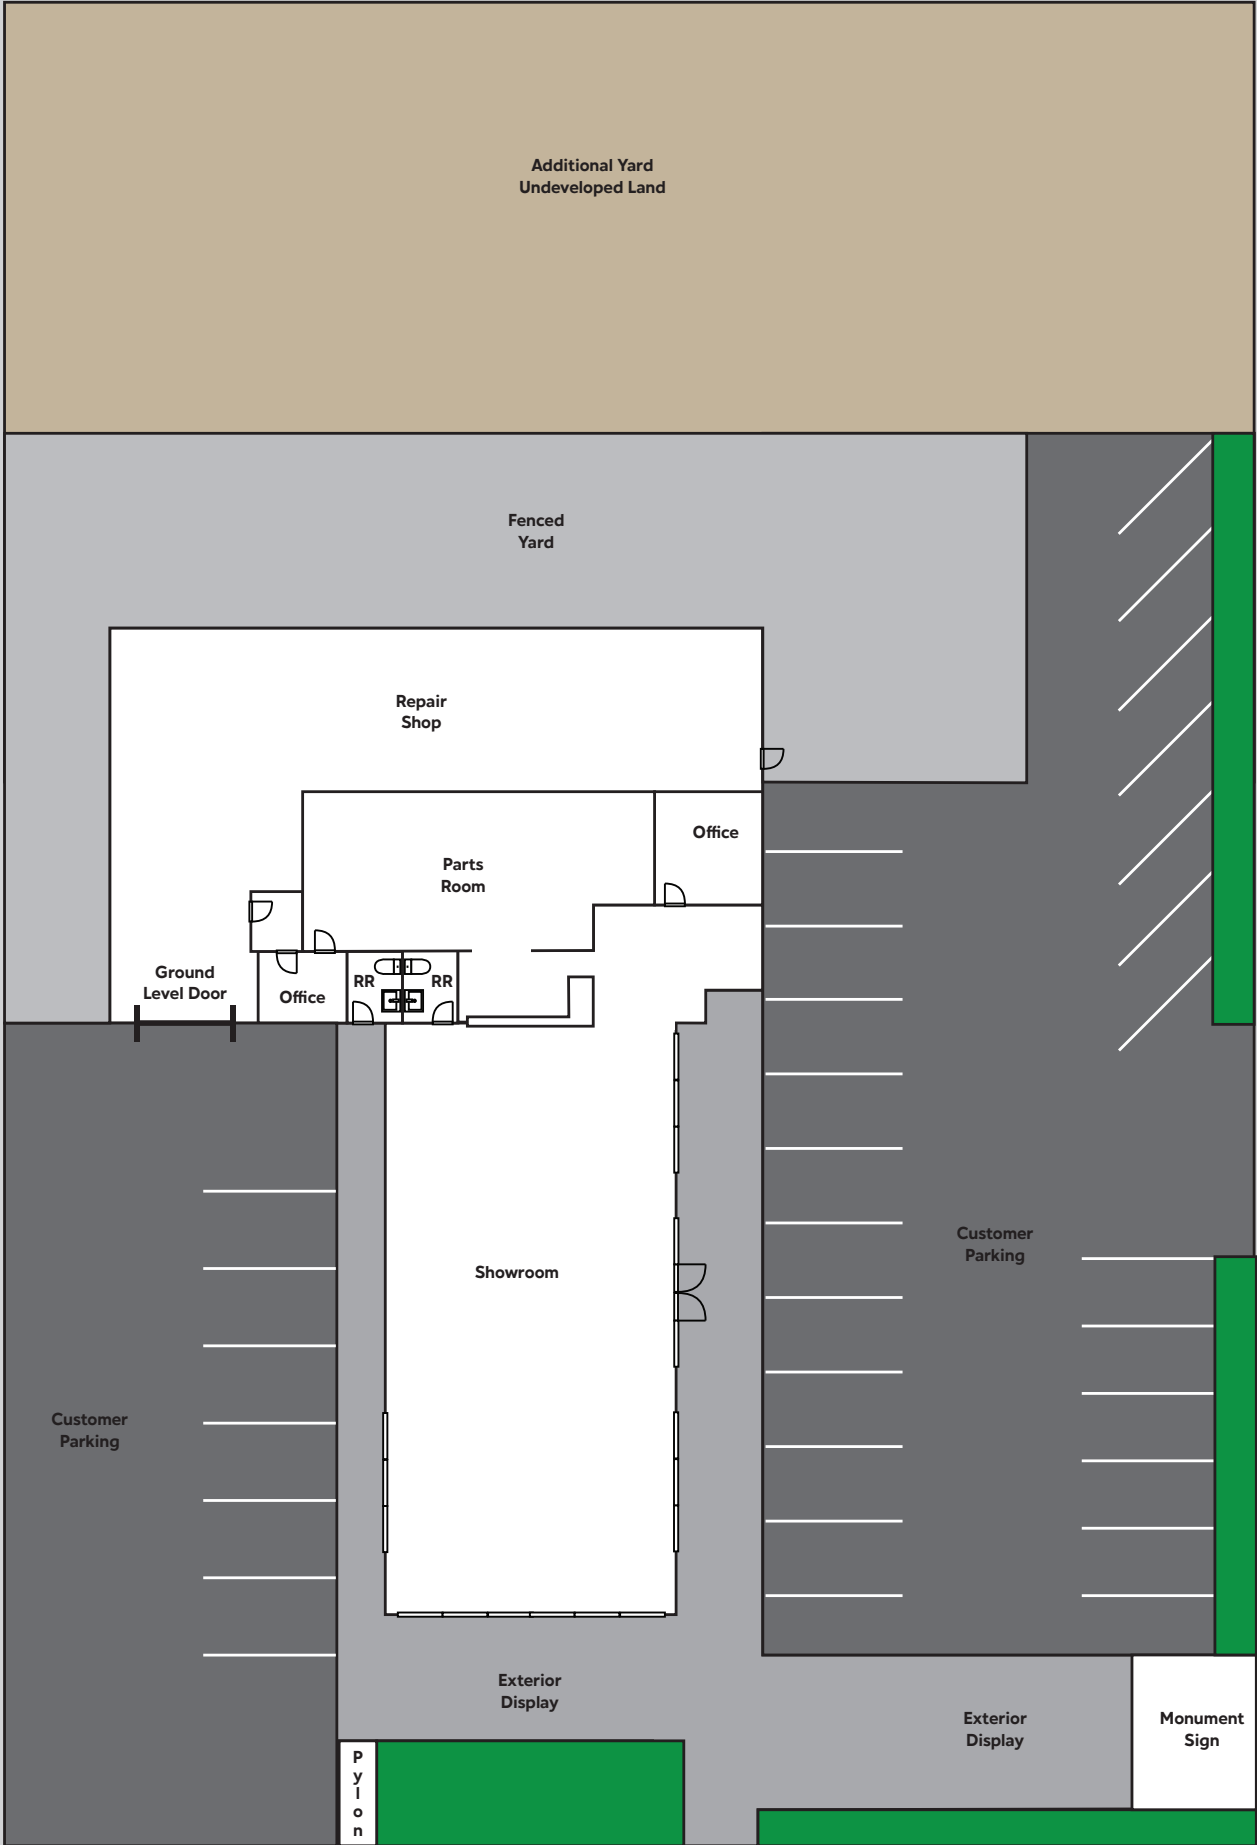 Additional Yard
Undeveloped Land
Fenced
Yard
Repair
Shop
Office
Parts
Room
Ground
Level Door
RR
RR
Office
Customer
Parking
Showroom
Customer
Parking
Exterior
Display
Exterior
Display
Monument
Sign
Pylon